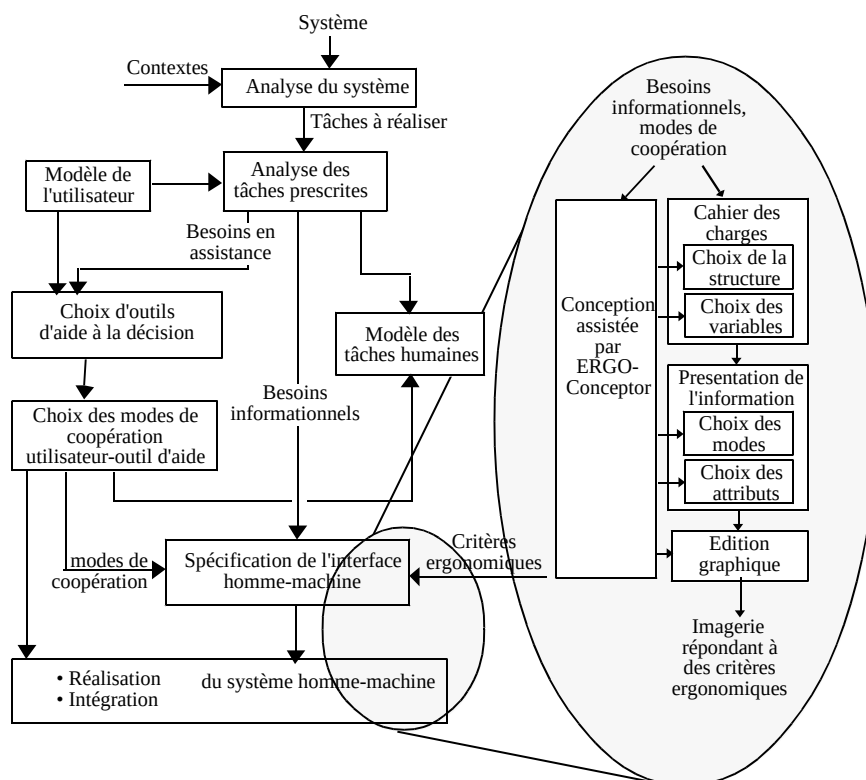 Système
Contextes
Analyse du système
Tâches à réaliser
Modèle de
l'utilisateur
Analyse des
tâches prescrites
Besoins en
assistance
Choix d'outils
d'aide à la décision
Modèle des
tâches humaines
Besoins
informationnels
Choix des modes de
coopération
utilisateur-outil d'aide
modes de
coopération
Spécification de l'interface
homme-machine
Critères
ergonomiques
• Réalisation
• Intégration
du système homme-machine
Besoins
informationnels,
modes de
coopération
Conception
assistée
par
ERGO-
Conceptor
Cahier des
charges
Choix de la
structure
Choix des
variables
Presentation de
l'information
Choix des
modes
Choix des
attributs
Edition
graphique
Imagerie
répondant à
des critères
ergonomiques